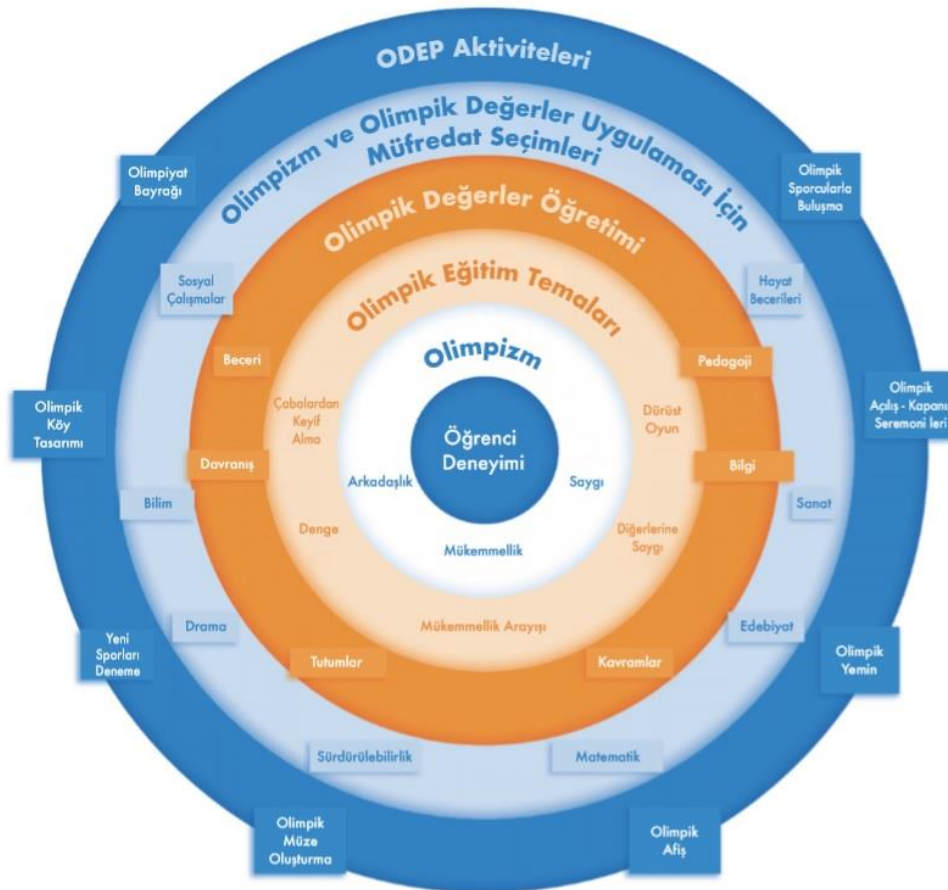 ODEP Aktiviteleri
Olimpizm ve Olimpik Değerler Uygulaması İçin
Müfredat Seçimleri
Olimpik Değerler Öğretimi
Olimpik Eğitim Temaları
Olimpizm
Öğrenci
Deneyimi
Arkadaşlık
Saygı
Mükemmellik
Çabalardan
Keyif
Alma
Dürüst
Oyun
Denge
Diğerlerine
Saygı
Mükemmellik Arayışı
Beceri
Pedagoji
Davranış
Bilgi
Tutumlar
Kavramlar
Sosyal
Çalışmalar
Hayat
Becerileri
Bilim
Sanat
Drama
Edebiyat
Sürdürülebilirlik
Matematik
Olimpiyat
Bayrağı
Olimpik
Sporcularla
Buluşma
Olimpik
Köy
Tasarımı
Olimpik
Açılış - Kapanı
Seremoni leri
Yeni
Sporları
Deneme
Olimpik
Yemin
Olimpik
Müze
Oluşturma
Olimpik
Afiş